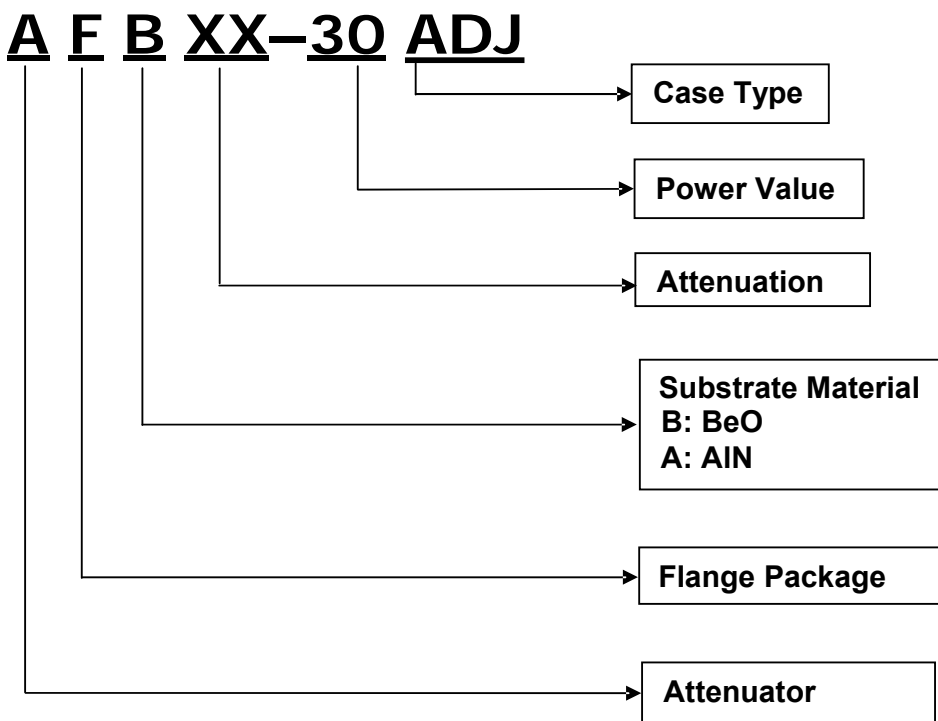 A F B XX-30 ADJ
Case Type
Power Value
Attenuation
Substrate Material
B: BeO
A: AlN
Flange Package
Attenuator